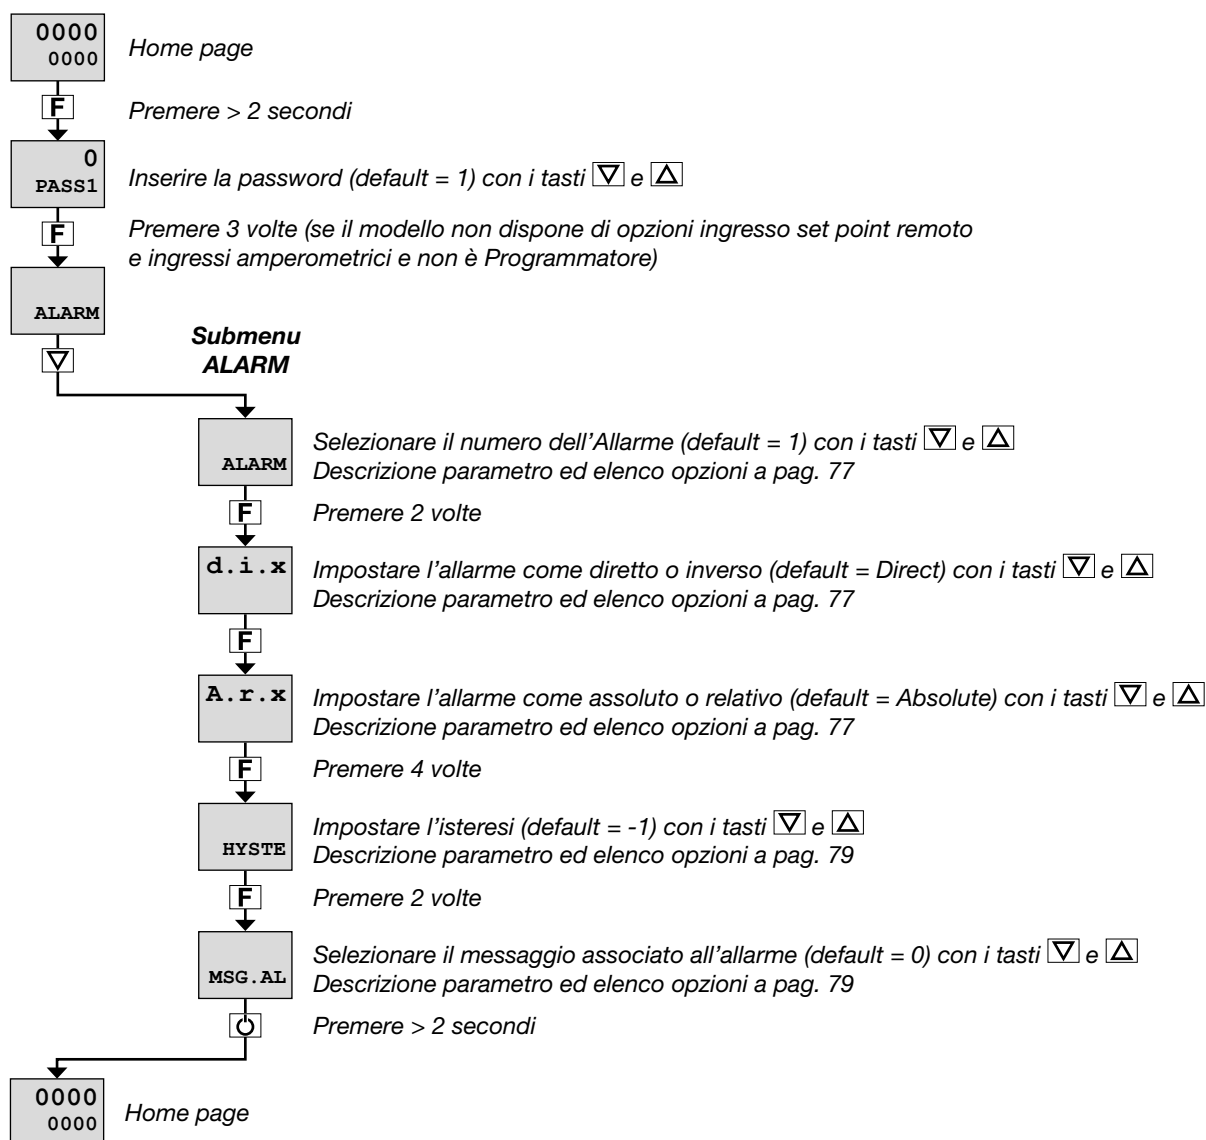 0000
0000
Home page
F
Premere > 2 secondi
0
PASS1
Inserire la password (default = 1) con i tasti ▽ e △
F
Premere 3 volte (se il modello non dispone di opzioni ingresso set point remoto
e ingressi amperometrici e non è Programmatore)
ALARM
Submenu
ALARM
ALARM
Selezionare il numero dell'Allarme (default = 1) con i tasti ▽ e △
Descrizione parametro ed elenco opzioni a pag. 77
F
Premere 2 volte
d.i.x
Impostare l'allarme come diretto o inverso (default = Direct) con i tasti ▽ e △
Descrizione parametro ed elenco opzioni a pag. 77
F
A.r.x
Impostare l'allarme come assoluto o relativo (default = Absolute) con i tasti ▽ e △
Descrizione parametro ed elenco opzioni a pag. 77
F
Premere 4 volte
HYSTE
Impostare l'isteresi (default = -1) con i tasti ▽ e △
Descrizione parametro ed elenco opzioni a pag. 79
F
Premere 2 volte
MSG.AL
Selezionare il messaggio associato all'allarme (default = 0) con i tasti ▽ e △
Descrizione parametro ed elenco opzioni a pag. 79
Premere > 2 secondi
0000
0000
Home page